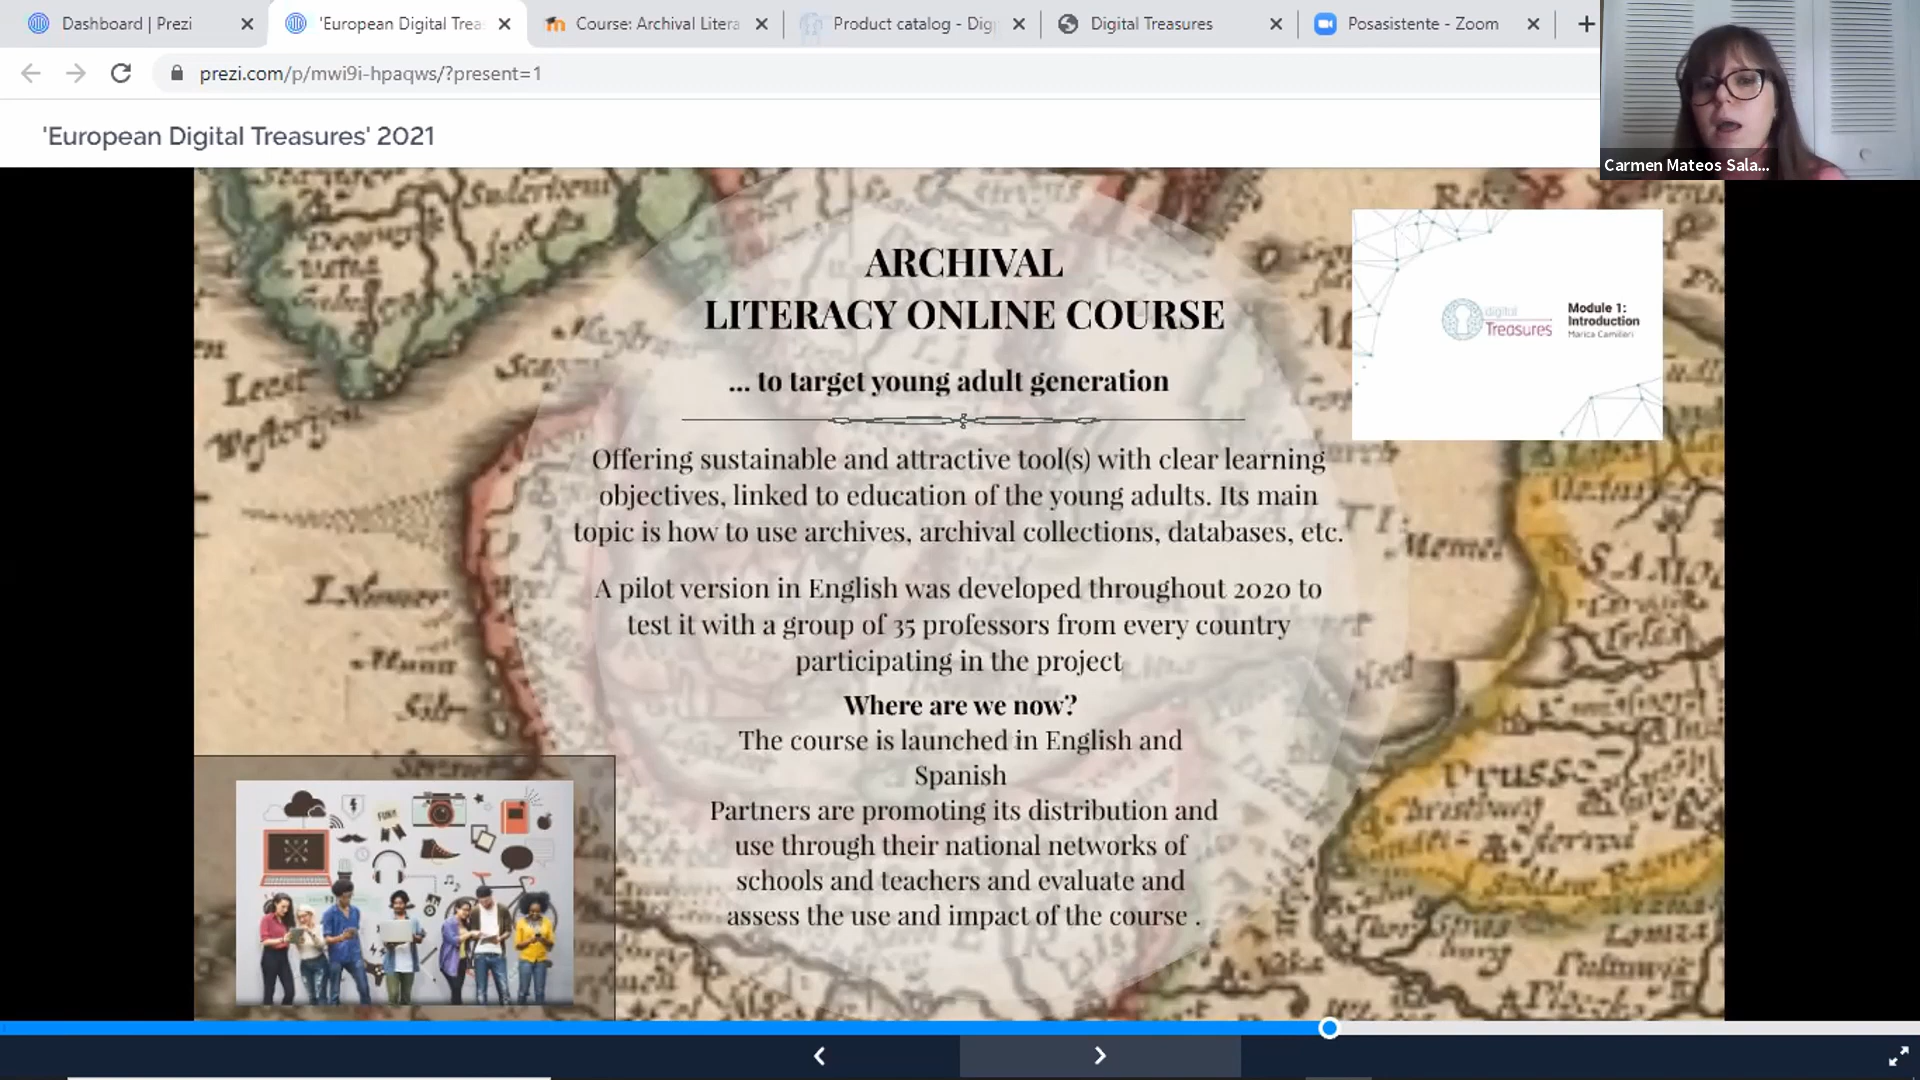 Dashboard | Prezi
'European Digital Trea
Course: Archival Litera
Product catalog - Dig
Digital Treasures
Posasistente - Zoom
prezi.com/p/mwi9i-hpaqws/?present=1
Carmen Mateos Sala...
'European Digital Treasures' 2021
ARCHIVAL
LITERACY ONLINE COURSE
... to target young adult generation
Offering sustainable and attractive tool(s) with clear learning
objectives, linked to education of the young adults. Its main
topic is how to use archives, archival collections, databases, etc.
A pilot version in English was developed throughout 2020 to
test it with a group of 35 professors from every country
participating in the project
Where are we now?
The course is launched in English and
Spanish
Partners are promoting its distribution and
use through their national networks of
schools and teachers and evaluate and
assess the use and impact of the course .
digital
Treasures
Module 1:
Introduction
Marica Camilleri
Memel